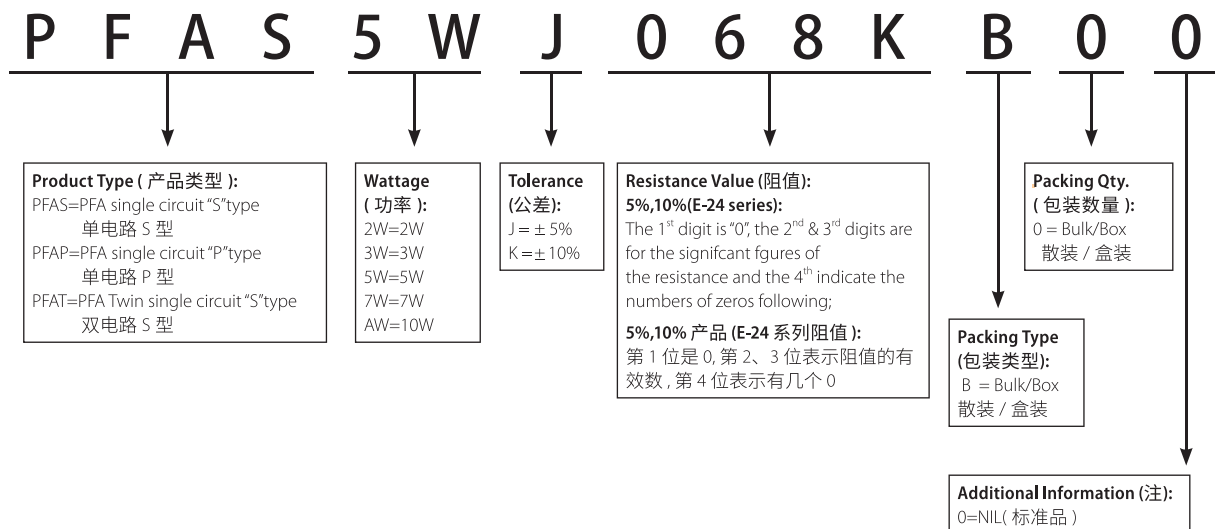 P F A S 5 W J 0 6 8 K B 0 0
Product Type ( 产品类型 ):
PFAS=PFA single circuit “S”type
单电路 S 型
PFAP=PFA single circuit “P”type
单电路 P 型
PFAT=PFA Twin single circuit “S”type
双电路 S 型
Wattage
( 功率 ):
2W=2W
3W=3W
5W=5W
7W=7W
AW=10W
Tolerance
(公差):
J = ± 5%
K = ± 10%
Resistance Value (阻值):
5%,10%(E-24 series):
The 1st digit is “0”, the 2nd & 3rd digits are
for the signifcant fgures of
the resistance and the 4th indicate the
numbers of zeros following;
5%,10% 产品 (E-24 系列阻值 ):
第 1 位是 0, 第 2、3 位表示阻值的有
效数 , 第 4 位表示有几个 0
Packing Qty.
( 包装数量 ):
0 = Bulk/Box
散装 / 盒装
Packing Type
(包装类型):
B = Bulk/Box
散装 / 盒装
Additional Information (注):
0=NIL( 标准品 )